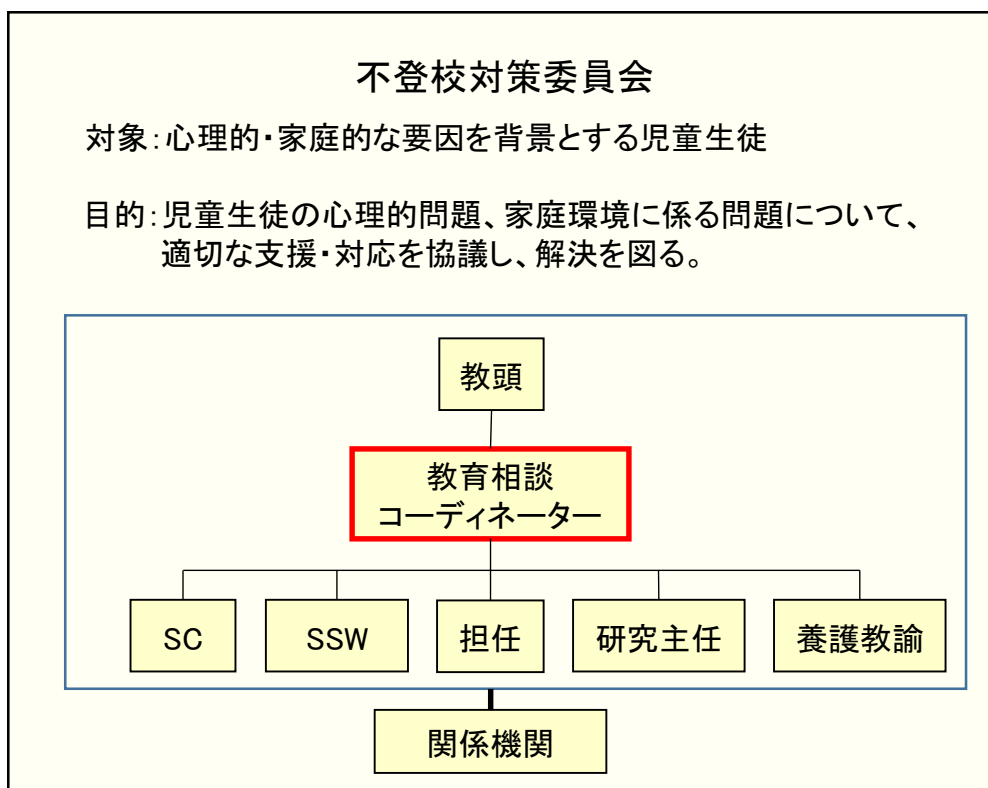 不登校対策委員会
対象：心理的・家庭的な要因を背景とする児童生徒
目的：児童生徒の心理的問題、家庭環境に係る問題について、
適切な支援・対応を協議し、解決を図る。
教頭
教育相談
コーディネーター
SC
SSW
担任
研究主任
養護教諭
関係機関